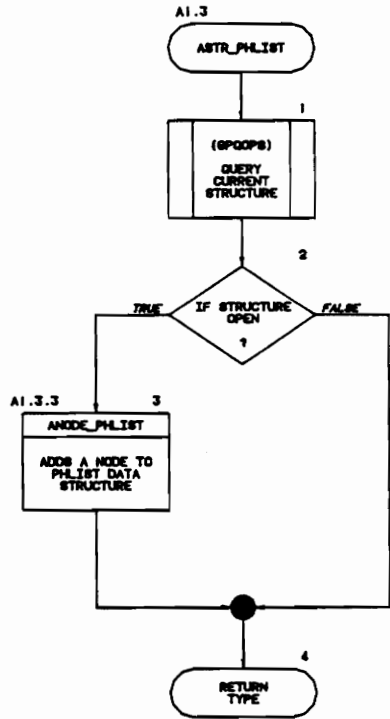 A1.3
ASTR_PHLIST
1
(GPQOPS)
QUERY
CURRENT
STRUCTURE
2
TRUE
IF STRUCTURE
OPEN
?
FALSE
A1.3.3
3
ANODE_PHLIST
ADDS A NODE TO
PHLIST DATA
STRUCTURE
4
RETURN
TYPE